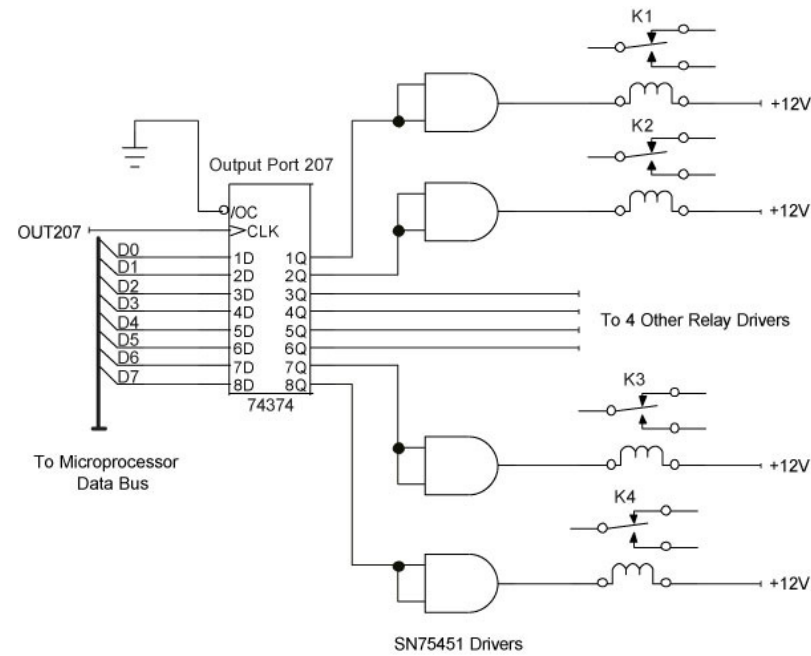 K1
+12V
K2
+12V
Output Port 207
/OC
OUT207
CLK
D0 1D 1Q
D1 2D 2Q
D2 3D 3Q
D3 4D 4Q
D4 5D 5Q
D5 6D 6Q
D6 7D 7Q
D7 8D 8Q
74374
To 4 Other Relay Drivers
To Microprocessor
Data Bus
K3
+12V
K4
+12V
SN75451 Drivers